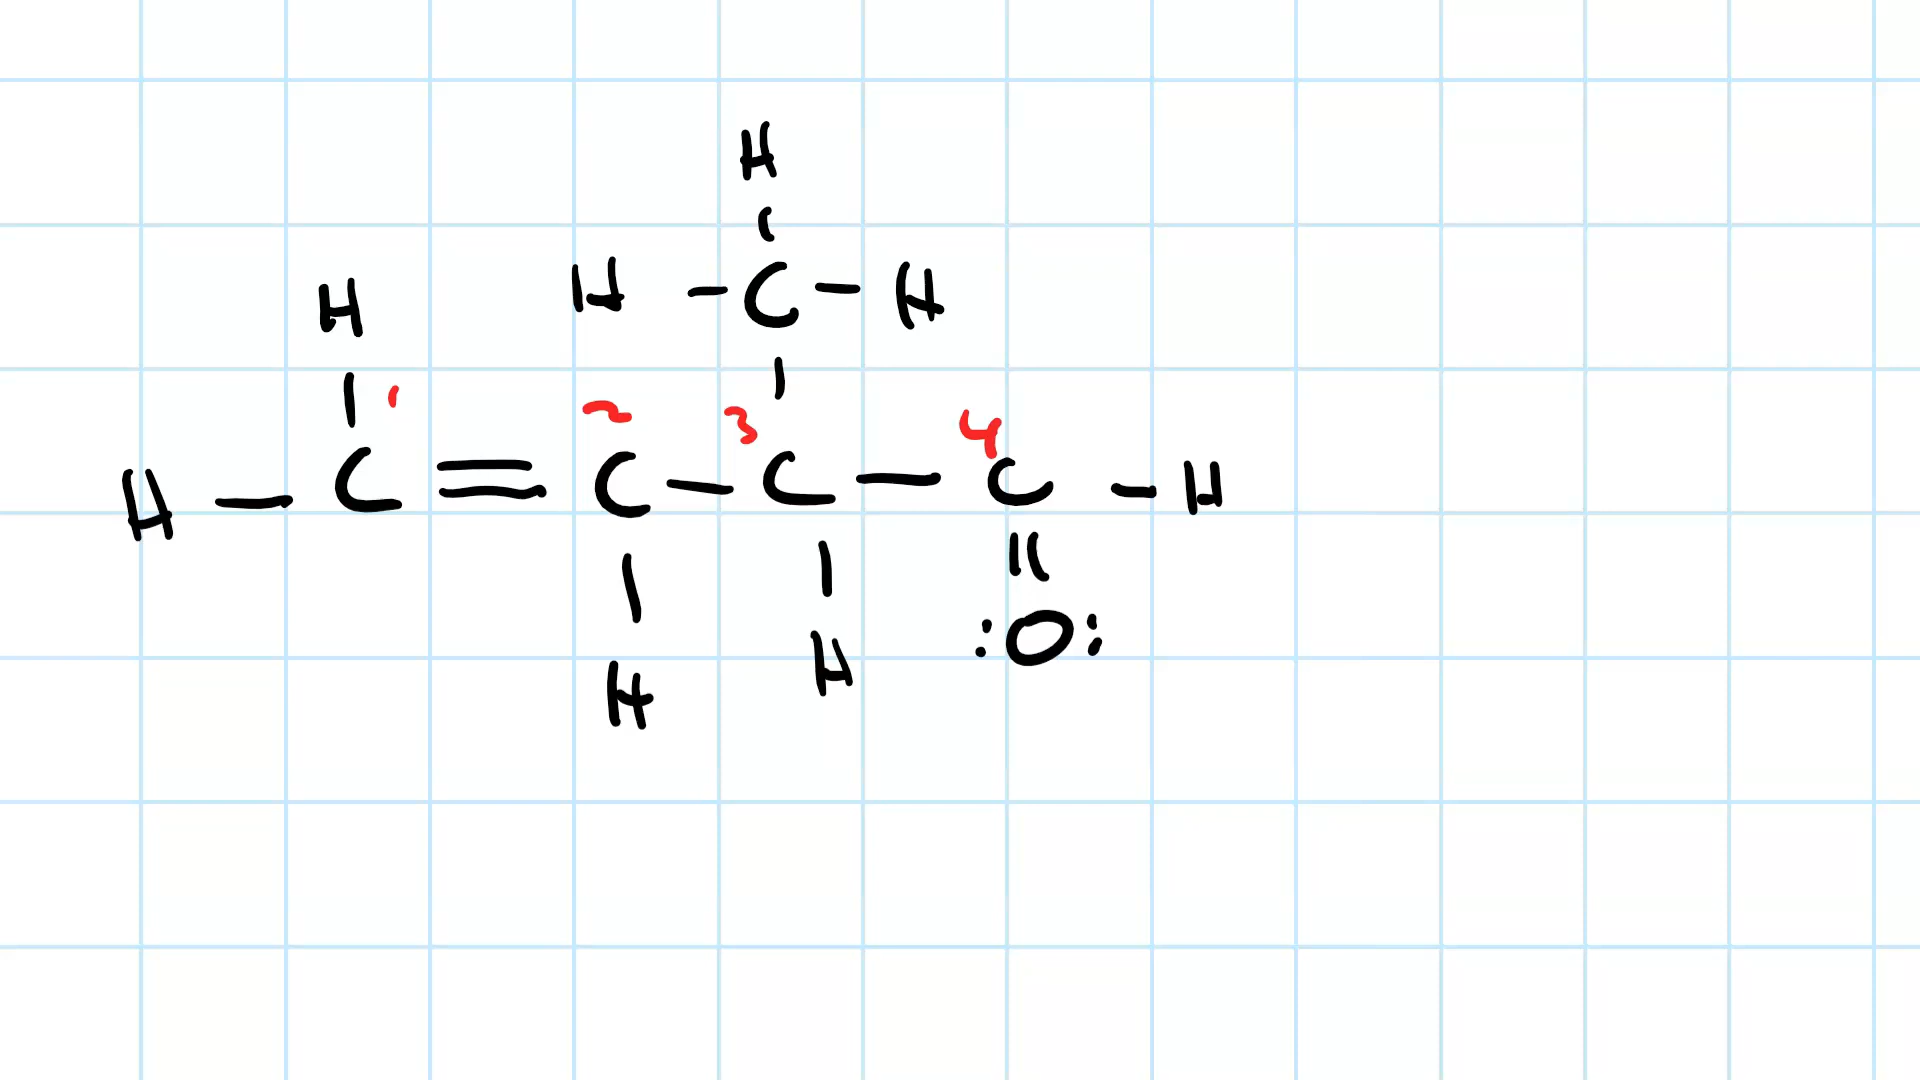 H
H - C - H
H
1 2 3 4
H - C = C - C - C - H
H H :O: